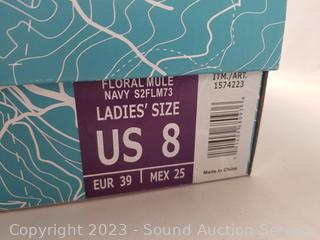 FLORAL MULE
NAVY S2FLM73
LADIES' SIZE
US 8
EUR 39 MEX 25
ITM./ART.
1574223
Made in China
Copyright 2023 - Sound Auction Service